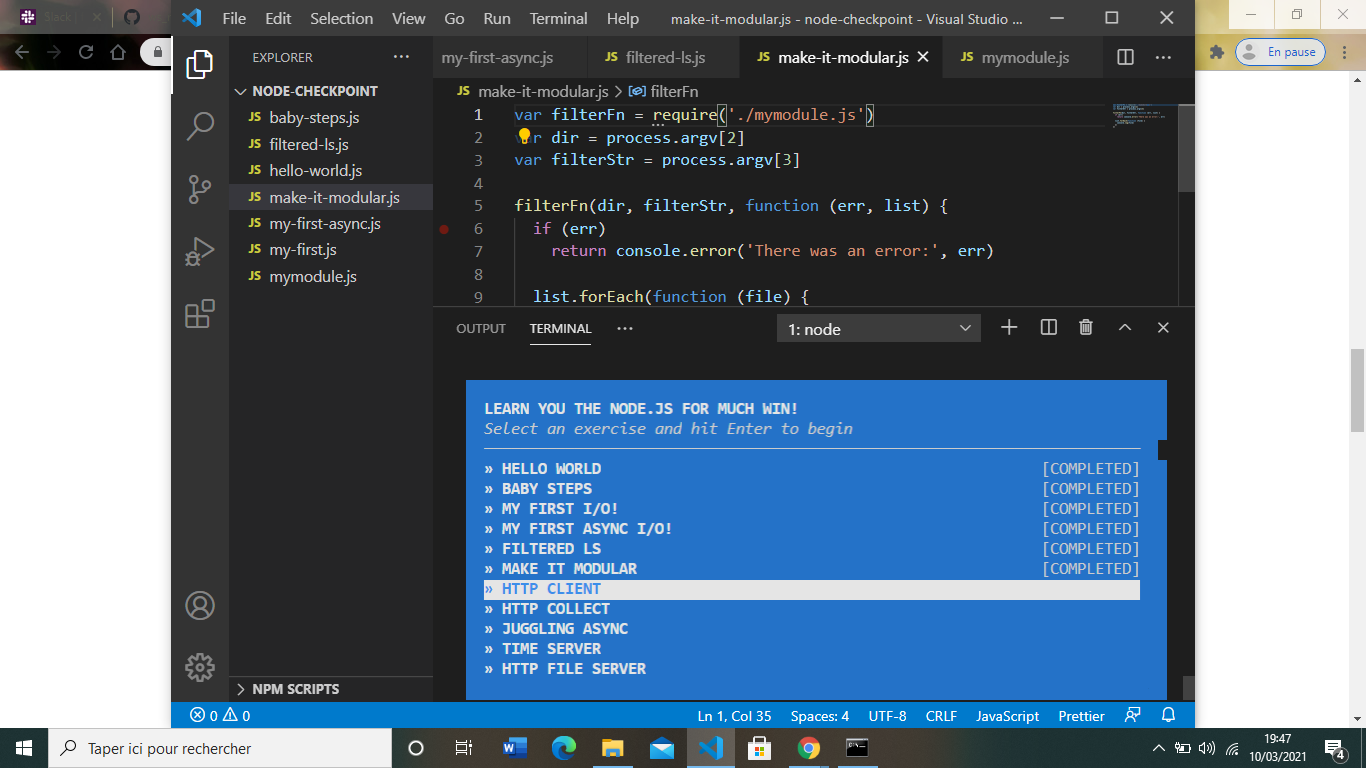 Slack |
File Edit Selection View Go Run Terminal Help make-it-modular.js - node-checkpoint - Visual Studio ...
En pause
EXPLORER
NODE-CHECKPOINT
JS baby-steps.js
JS filtered-ls.js
JS hello-world.js
JS make-it-modular.js
JS my-first-async.js
JS my-first.js
JS mymodule.js
NPM SCRIPTS
my-first-async.js JS filtered-ls.js JS make-it-modular.js JS mymodule.js
JS make-it-modular.js > filterFn
1 var filterFn = require('./mymodule.js')
2 var dir = process.argv[2]
3 var filterStr = process.argv[3]
4
5 filterFn(dir, filterStr, function (err, list) {
6 if (err)
7 return console.error('There was an error:', err)
8
9 list.forEach(function (file) {
OUTPUT TERMINAL ... 1: node
LEARN YOU THE NODE.JS FOR MUCH WIN!
Select an exercise and hit Enter to begin
» HELLO WORLD [COMPLETED]
» BABY STEPS [COMPLETED]
» MY FIRST I/O! [COMPLETED]
» MY FIRST ASYNC I/O! [COMPLETED]
» FILTERED LS [COMPLETED]
» MAKE IT MODULAR [COMPLETED]
» HTTP CLIENT
» HTTP COLLECT
» JUGGLING ASYNC
» TIME SERVER
» HTTP FILE SERVER
0 0 Ln 1, Col 35 Spaces: 4 UTF-8 CRLF JavaScript Prettier
Taper ici pour rechercher
19:47
10/03/2021
4